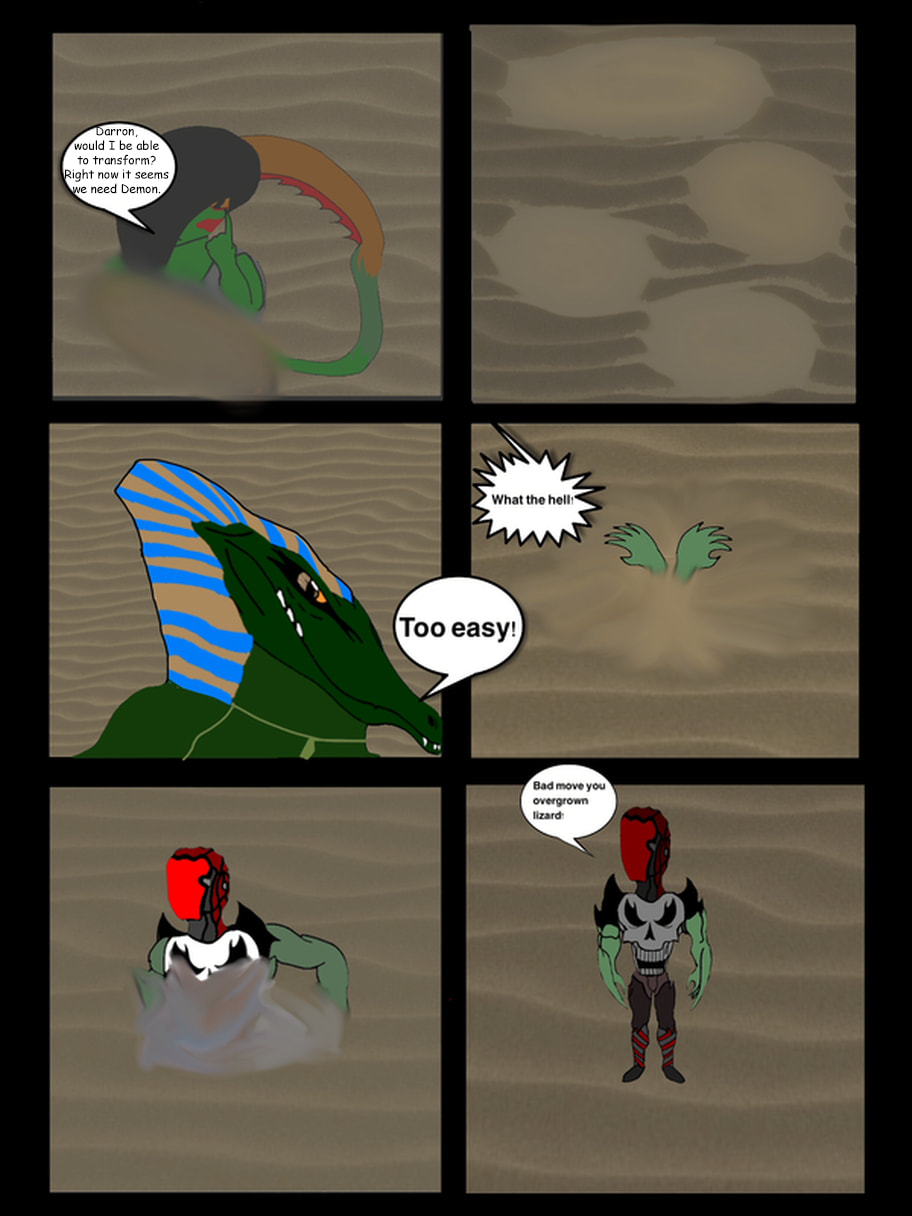 Darron,
would I be able
to transform?
Right now it seems
we need Demon.
Too easy!
What the hell!
Bad move you
overgrown
lizard!